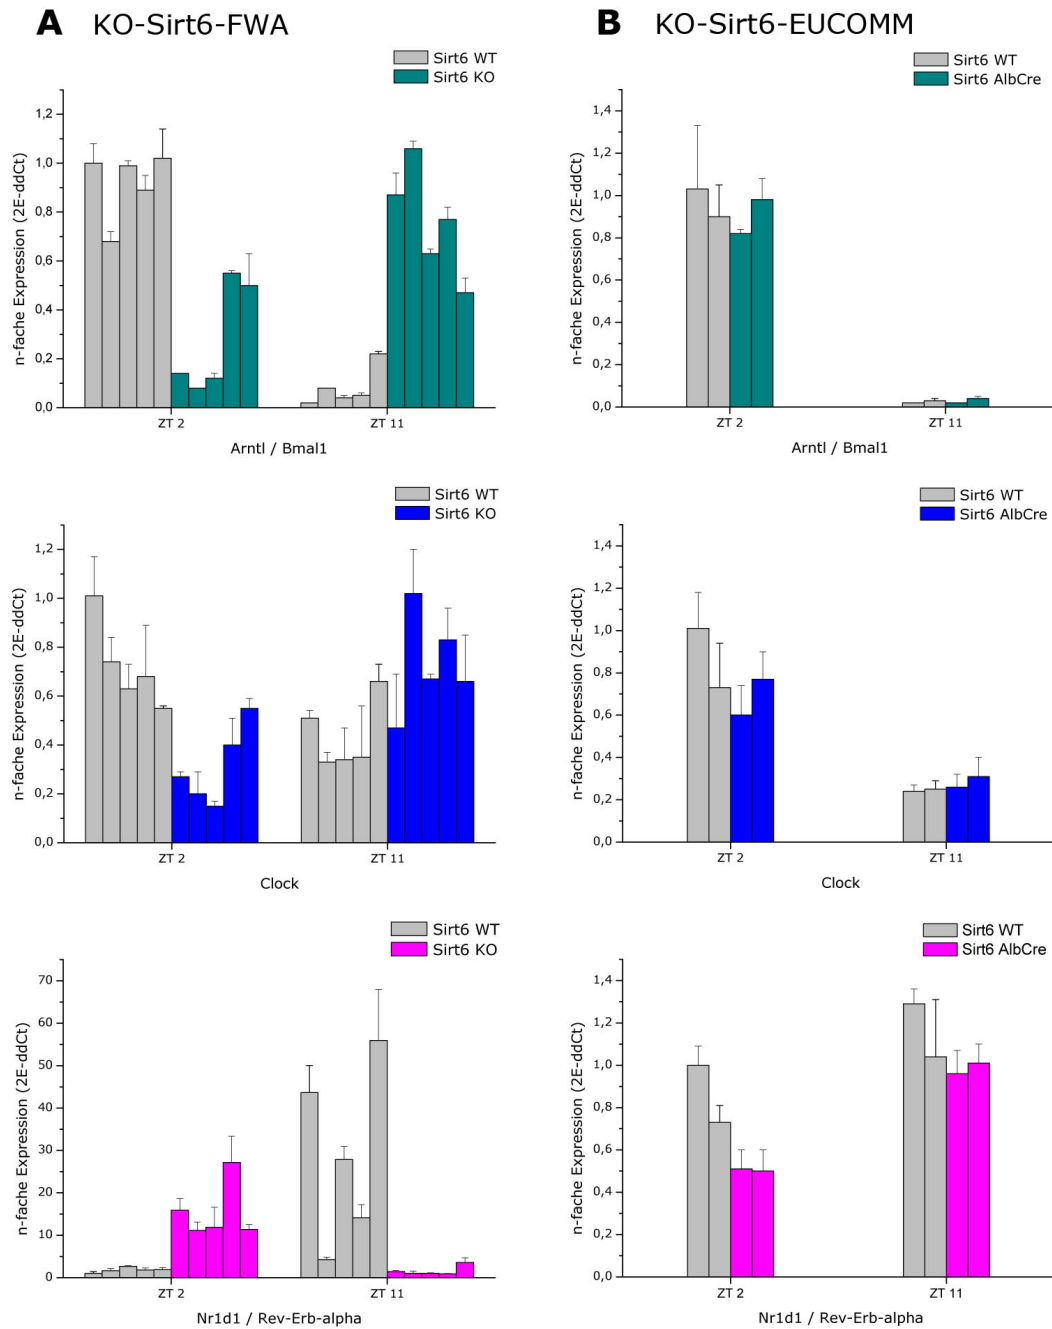 A KO-Sirt6-FWA
Sirt6 WT
Sirt6 KO
n-fache Expression (2E-ddCt)
1,2
1,0
0,8
0,6
0,4
0,2
0,0
ZT 2 ZT 11
Arntl / Bmal1
Sirt6 WT
Sirt6 KO
n-fache Expression (2E-ddCt)
1,2
1,0
0,8
0,6
0,4
0,2
0,0
ZT 2 ZT 11
Clock
Sirt6 WT
Sirt6 KO
n-fache Expression (2E-ddCt)
70
60
50
40
30
20
10
0
ZT 2 ZT 11
Nr1d1 / Rev-Erb-alpha
B KO-Sirt6-EUCOMM
Sirt6 WT
Sirt6 AlbCre
n-fache Expression (2E-ddCt)
1,4
1,2
1,0
0,8
0,6
0,4
0,2
0,0
ZT 2 ZT 11
Arntl / Bmal1
Sirt6 WT
Sirt6 AlbCre
n-fache Expression (2E-ddCt)
1,4
1,2
1,0
0,8
0,6
0,4
0,2
0,0
ZT 2 ZT 11
Clock
Sirt6 WT
Sirt6 AlbCre
n-fache Expression (2E-ddCt)
1,4
1,2
1,0
0,8
0,6
0,4
0,2
0,0
ZT 2 ZT 11
Nr1d1 / Rev-Erb-alpha